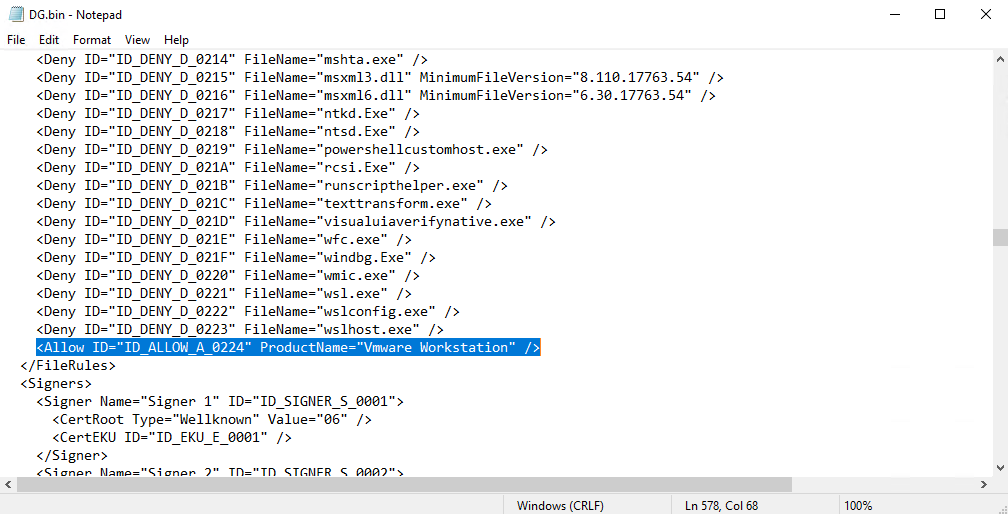 DG.bin - Notepad
File Edit Format View Help
<Deny ID="ID_DENY_D_0214" FileName="mshta.exe" />
<Deny ID="ID_DENY_D_0215" FileName="msxml3.dll" MinimumFileVersion="8.110.17763.54" />
<Deny ID="ID_DENY_D_0216" FileName="msxml6.dll" MinimumFileVersion="6.30.17763.54" />
<Deny ID="ID_DENY_D_0217" FileName="ntkd.Exe" />
<Deny ID="ID_DENY_D_0218" FileName="ntsd.Exe" />
<Deny ID="ID_DENY_D_0219" FileName="powershellcustomhost.exe" />
<Deny ID="ID_DENY_D_021A" FileName="rcsi.Exe" />
<Deny ID="ID_DENY_D_021B" FileName="runscripthelper.exe" />
<Deny ID="ID_DENY_D_021C" FileName="texttransform.exe" />
<Deny ID="ID_DENY_D_021D" FileName="visualuiaverifynative.exe" />
<Deny ID="ID_DENY_D_021E" FileName="wfc.exe" />
<Deny ID="ID_DENY_D_021F" FileName="windbg.Exe" />
<Deny ID="ID_DENY_D_0220" FileName="wmic.exe" />
<Deny ID="ID_DENY_D_0221" FileName="wsl.exe" />
<Deny ID="ID_DENY_D_0222" FileName="wslconfig.exe" />
<Deny ID="ID_DENY_D_0223" FileName="wslhost.exe" />
<Allow ID="ID_ALLOW_A_0224" ProductName="Vmware Workstation" />
</FileRules>
<Signers>
<Signer Name="Signer 1" ID="ID_SIGNER_S_0001">
<CertRoot Type="Wellknown" Value="06" />
<CertEKU ID="ID_EKU_E_0001" />
</Signer>
<Signer Name="Signer 2" ID="ID_SIGNER_S_0002">
Windows (CRLF) Ln 578, Col 68 100%